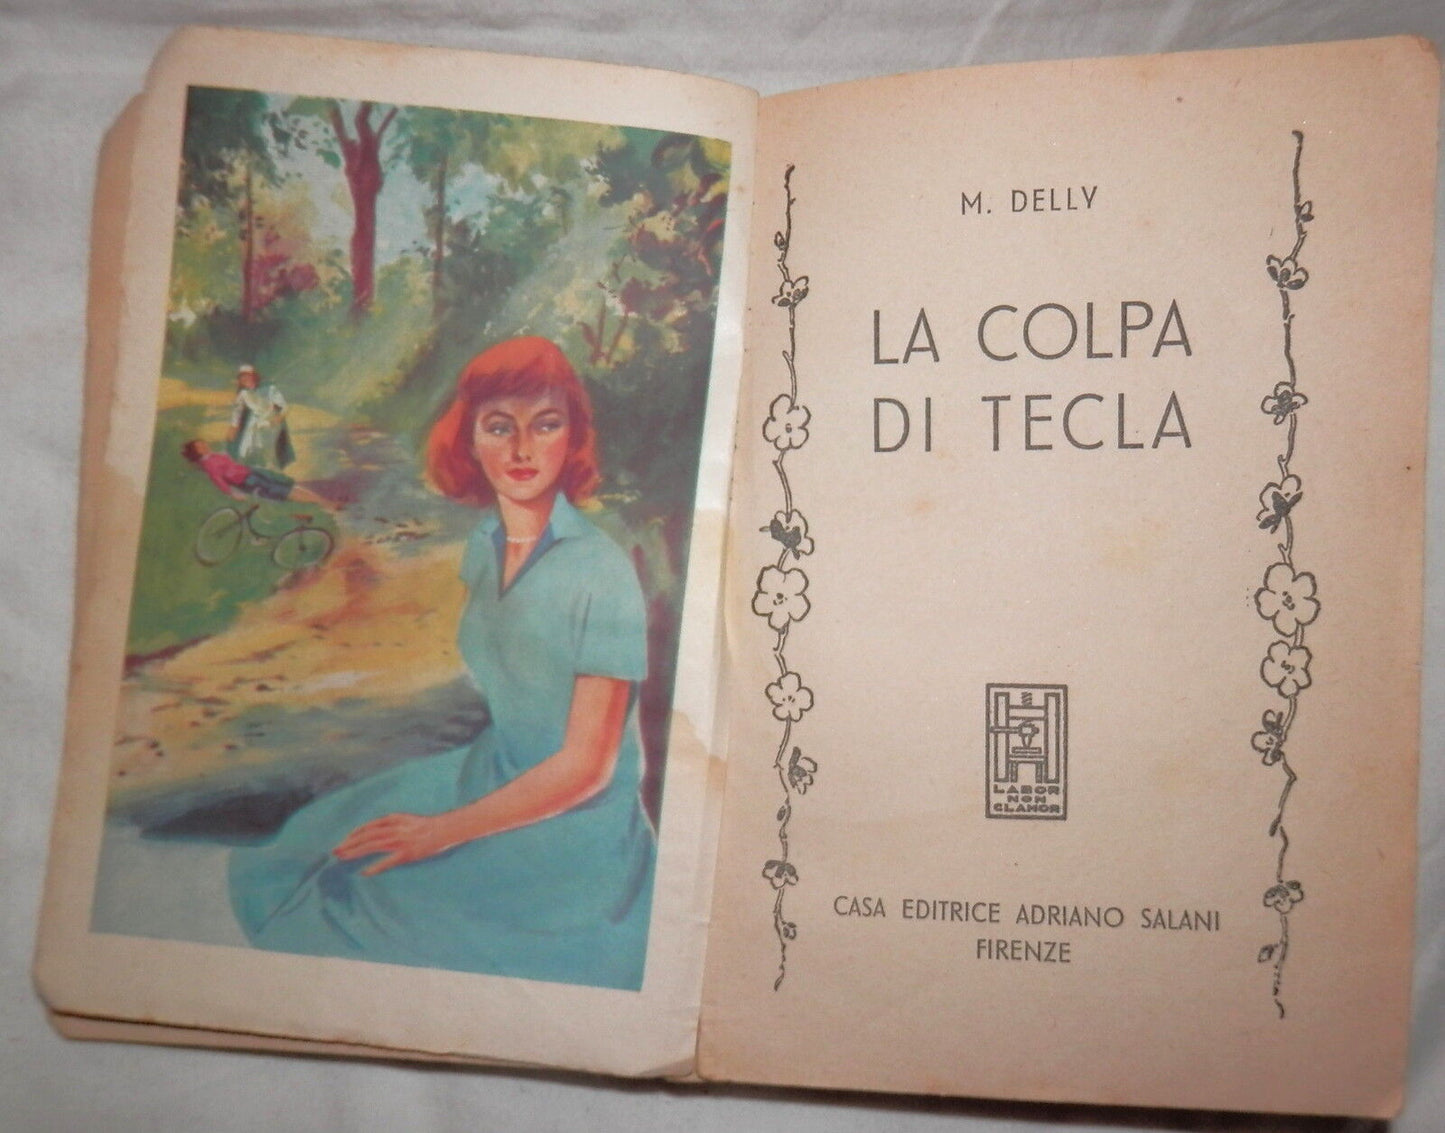 M. DELLY
LA COLPA
DI TECLA
LABOR
NON
CLAMOR
CASA EDITRICE ADRIANO SALANI
FIRENZE